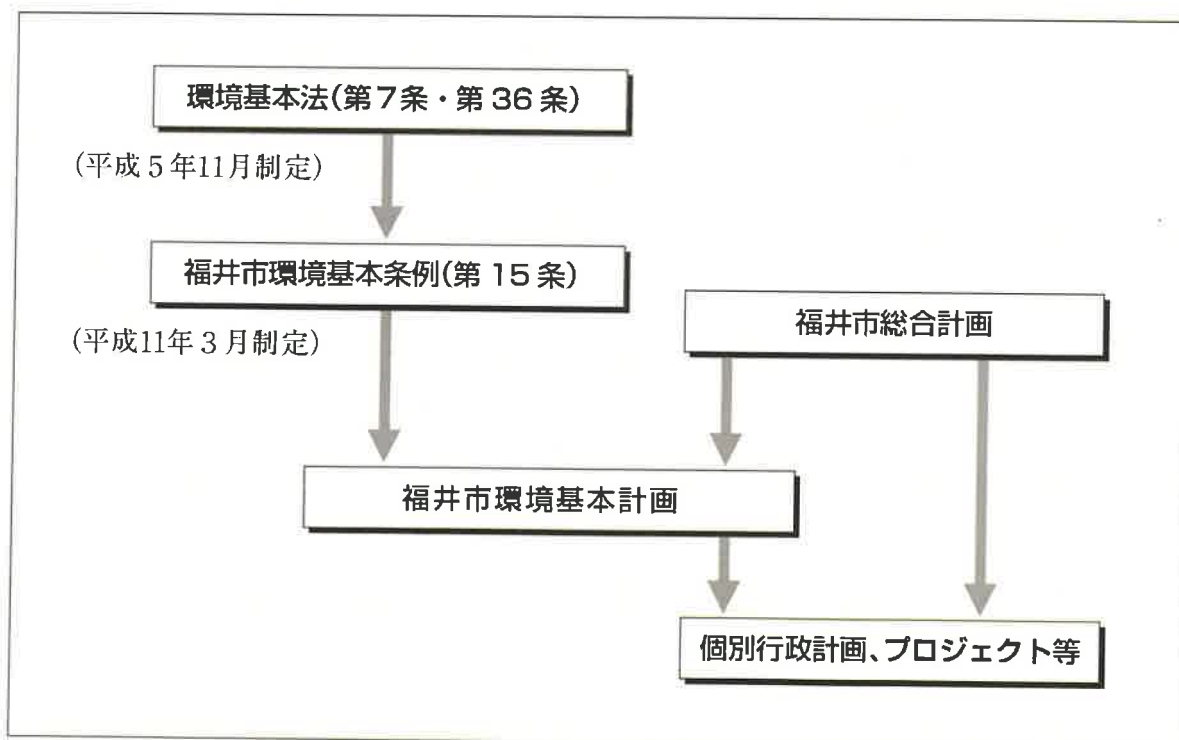 環境基本法(第7条・第36条)
(平成5年11月制定)
福井市環境基本条例(第15条)
(平成11年3月制定)
福井市総合計画
福井市環境基本計画
個別行政計画、プロジェクト等